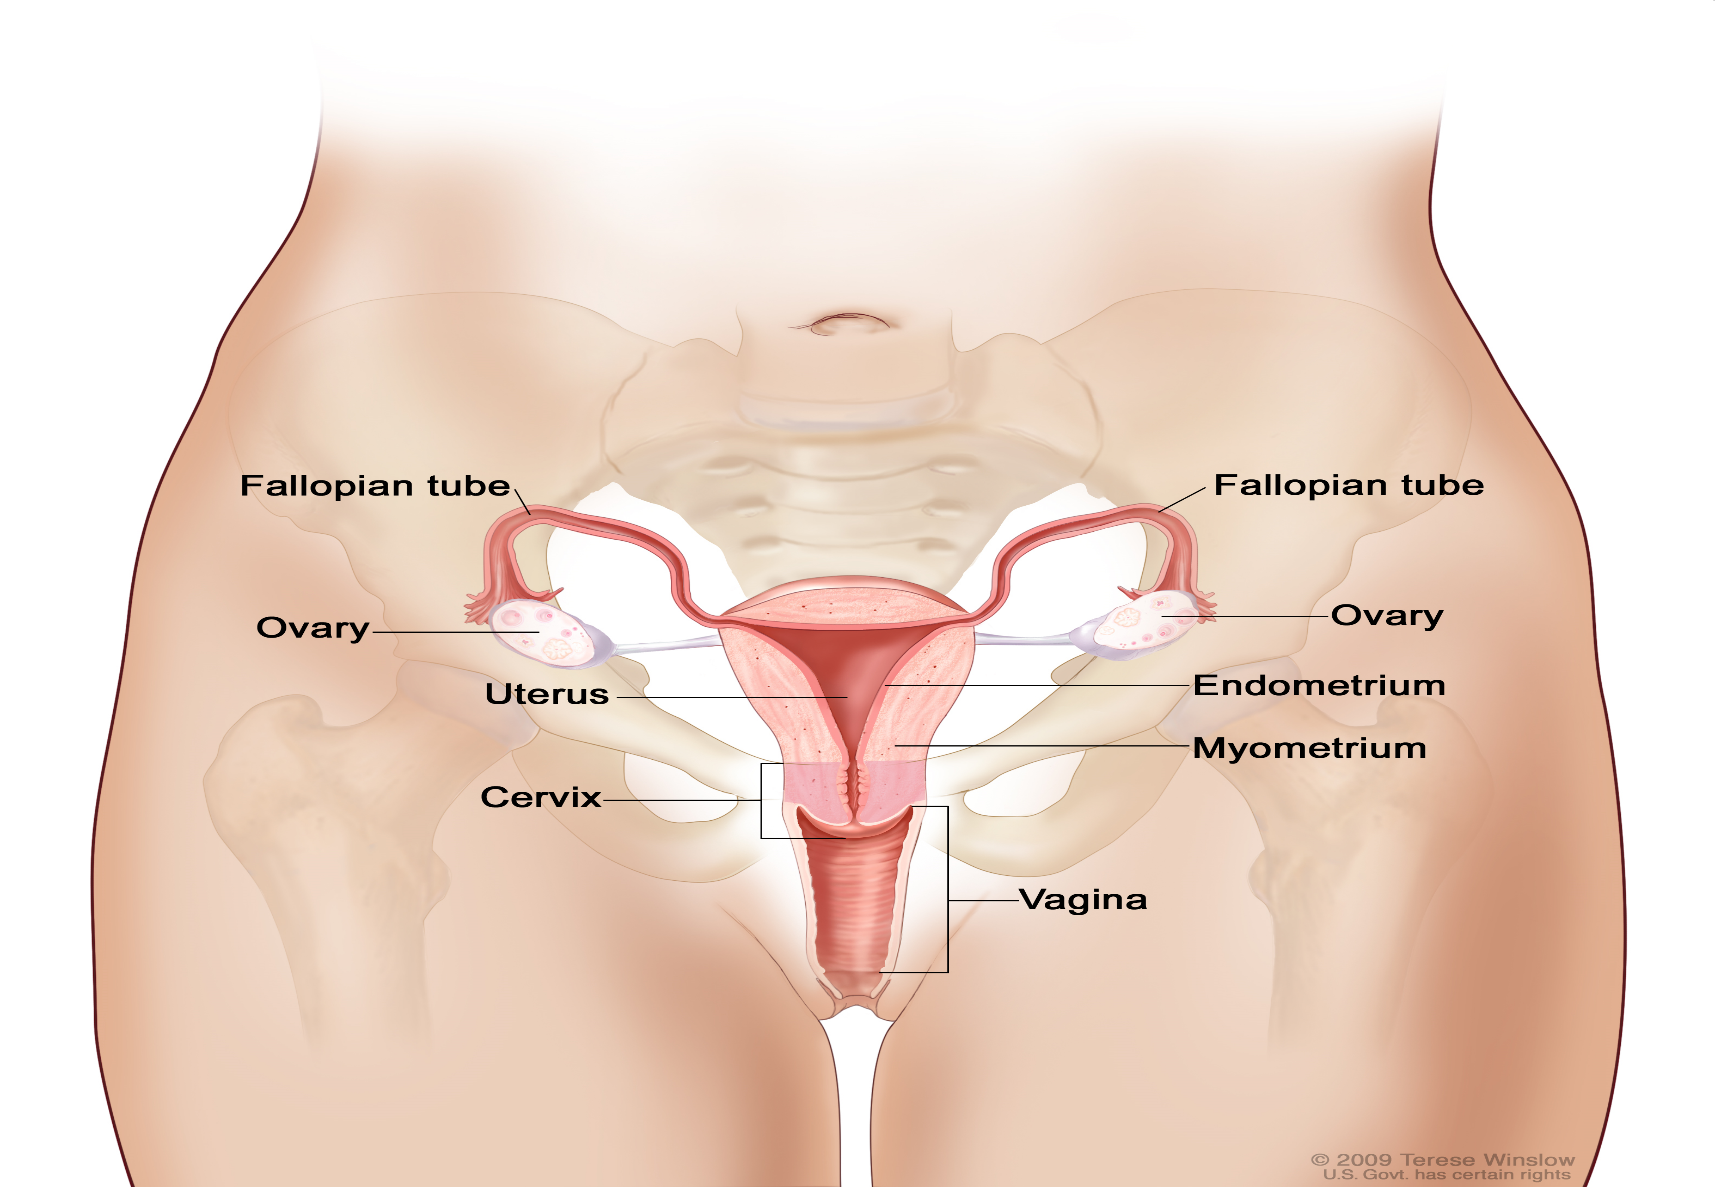 Fallopian tube
Fallopian tube
Ovary
Ovary
Uterus
Endometrium
Myometrium
Cervix
Vagina
© 2009 Terese Winslow
U.S. Govt. has certain rights